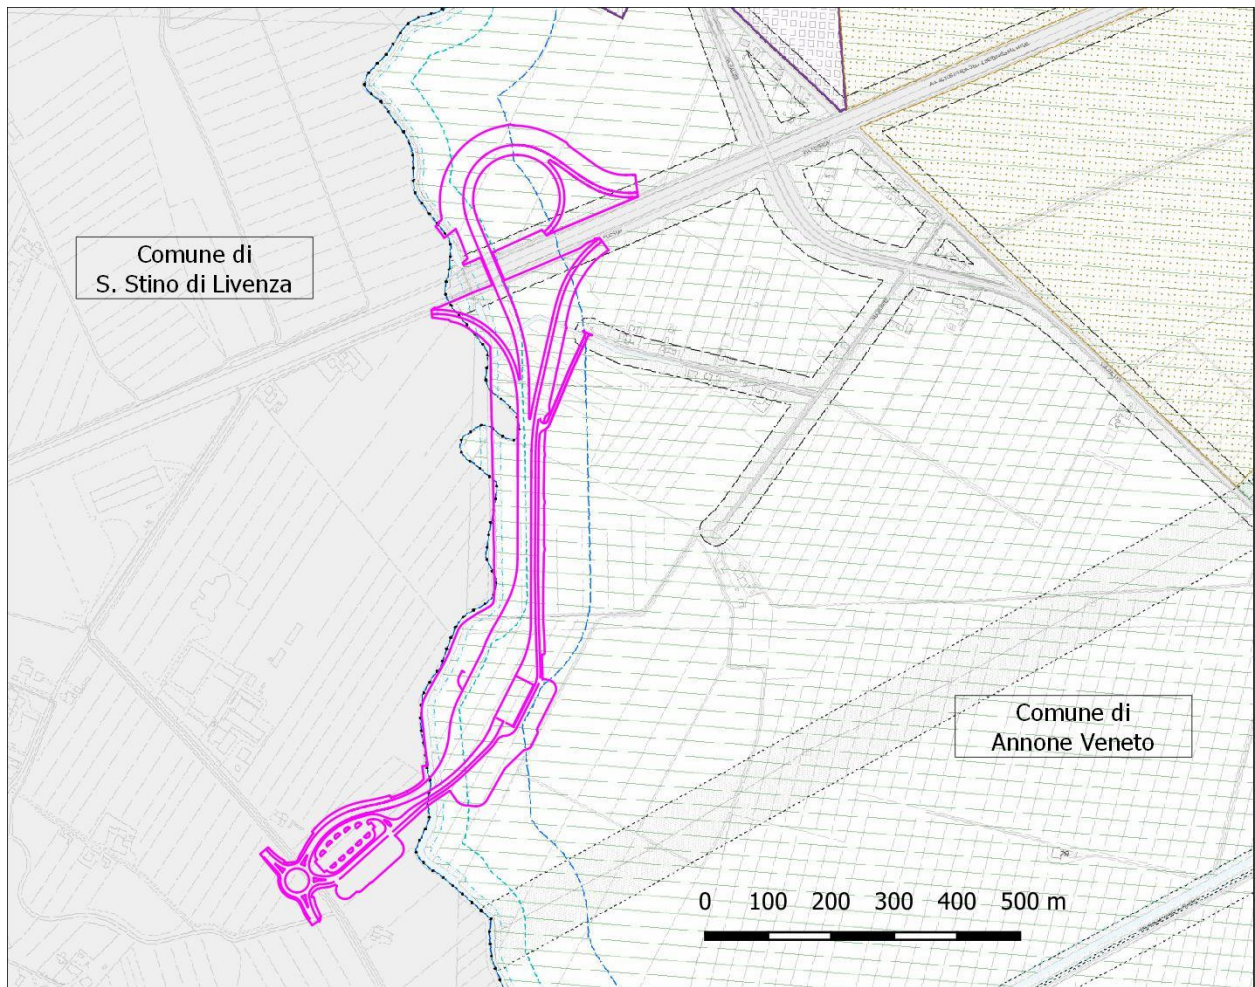 Comune di
S. Stino di Livenza
Comune di
Annone Veneto
0 100 200 300 400 500 m